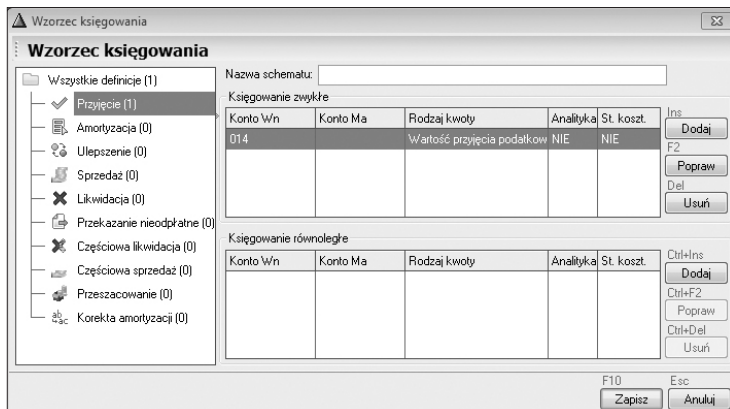 Wzorzec księgowania
Wzorzec księgowania
Wszystkie definicje (1)
Przyjęcie (1)
Amortyzacja (0)
Ulepszenie (0)
Sprzedaż (0)
Likwidacja (0)
Przekazanie nieodpłatne (0)
Częściowa likwidacja (0)
Częściowa sprzedaż (0)
Przeszacowanie (0)
Korekta amortyzacji (0)
Nazwa schematu:
Księgowanie zwykłe
Konto Wn Konto Ma Rodzaj kwoty Analityka St. koszt.
014 Wartość przyjęcia podatkow NIE NIE
Ins
Dodaj
F2
Popraw
Del
Usuń
Księgowanie równoległe
Konto Wn Konto Ma Rodzaj kwoty Analityka St. koszt.
Ctrl+Ins
Dodaj
Ctrl+F2
Popraw
Ctrl+Del
Usuń
F10 Esc
Zapisz Anuluj